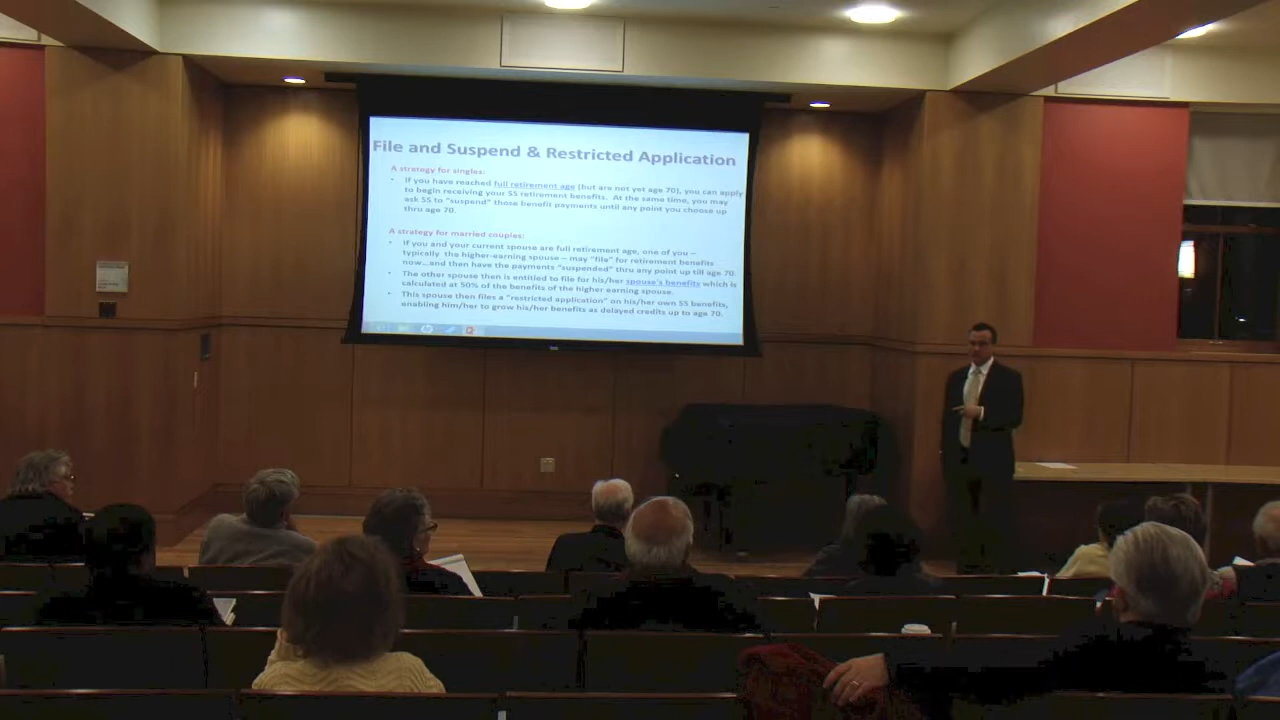 File and Suspend & Restricted Application
A strategy for singles:
• If you have reached full retirement age (but are not yet age 70), you can apply
to begin receiving your SS retirement benefits. At the same time, you may
ask SS to "suspend" those benefit payments until any point you choose up
thru age 70.
A strategy for married couples:
• If you and your current spouse are full retirement age, one of you –
typically the higher-earning spouse – may "file" for retirement benefits
now...and then have the payments "suspended" thru any point up till age 70.
• The other spouse then is entitled to file for his/her spouse's benefits which is
calculated at 50% of the benefits of the higher earning spouse.
• This spouse then files a "restricted application" on his/her own SS benefits,
enabling him/her to grow his/her benefits as delayed credits up to age 70.